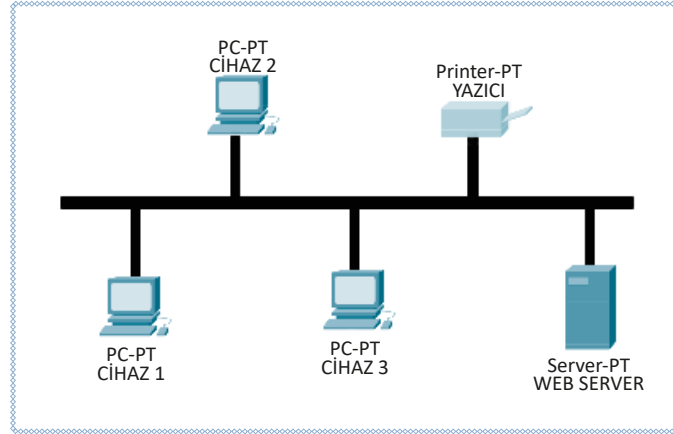 PC-PT
CİHAZ 2
Printer-PT
YAZICI
PC-PT
CİHAZ 1
PC-PT
CİHAZ 3
Server-PT
WEB SERVER